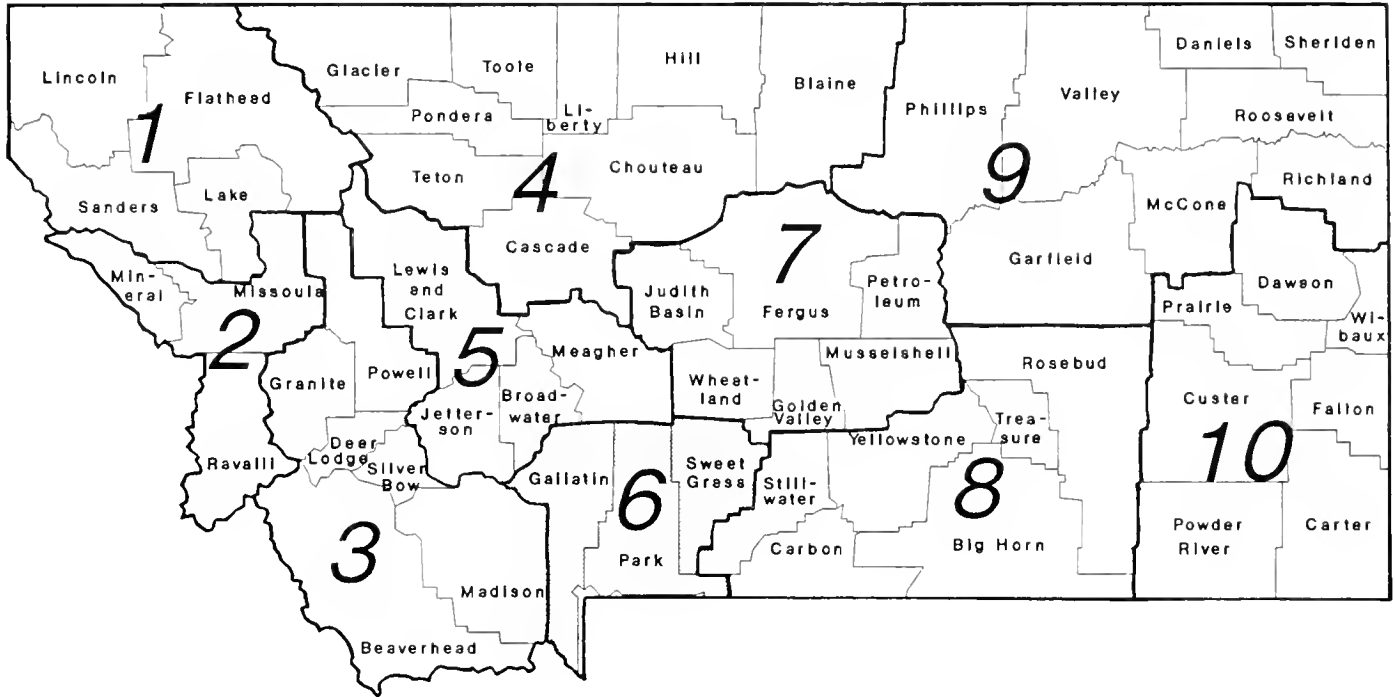 Lincoln
Flathead
1
Sanders
Lake
Glacier
Toole
Hill
Blaine
Pondera
Li-
berty
Teton
4
Chouteau
Cascade
Phillips
Valley
Daniels
Sheriden
Roosevelt
9
Richland
McCone
Garfield
Min-
eral
Missoula
2
Ravalli
Lewis
and
Clark
5
Meagher
Jeffer-
son
Broad-
water
Granite
Powell
Deer
Lodge
Silver
Bow
3
Madison
Beaverhead
7
Judith
Basin
Fergus
Petro-
leum
Wheat-
land
Golden
Valley
Musselshell
Gallatin
6
Park
Sweet
Grass
Rosebud
Yellowstone
Trea-
sure
Still-
water
8
Carbon
Big Horn
Dawson
Prairie
Wi-
baux
Custer
Fallon
10
Powder
River
Carter